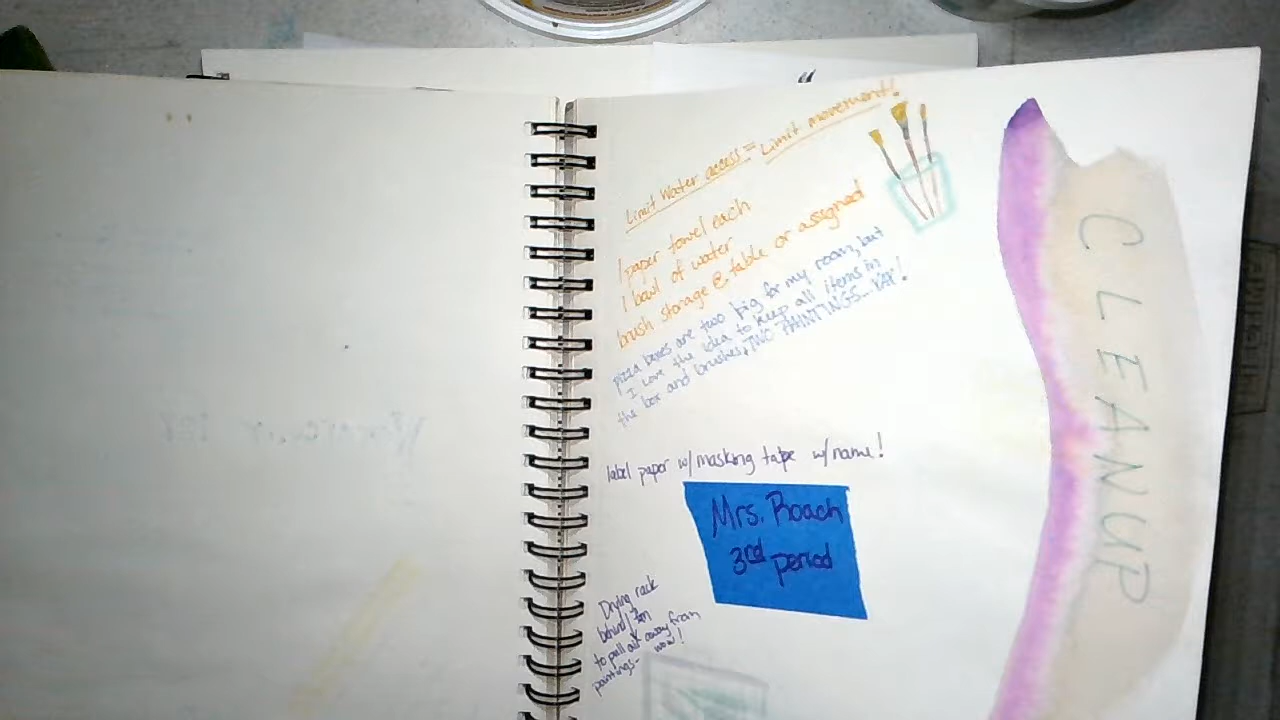 Limit Water access = Limit movement!
1 paper towel each
1 bowl of water
brush storage @ table or assigned
pizza boxes are two big for my room, but
I love the idea to keep all items in
the box and brushes, TWO PAINTINGS... YAY!
label paper w/masking tape w/name!
Mrs. Roach
3rd period
Drying rack
behind fan
to pull air away from
paintings - wow!
CLEANUP